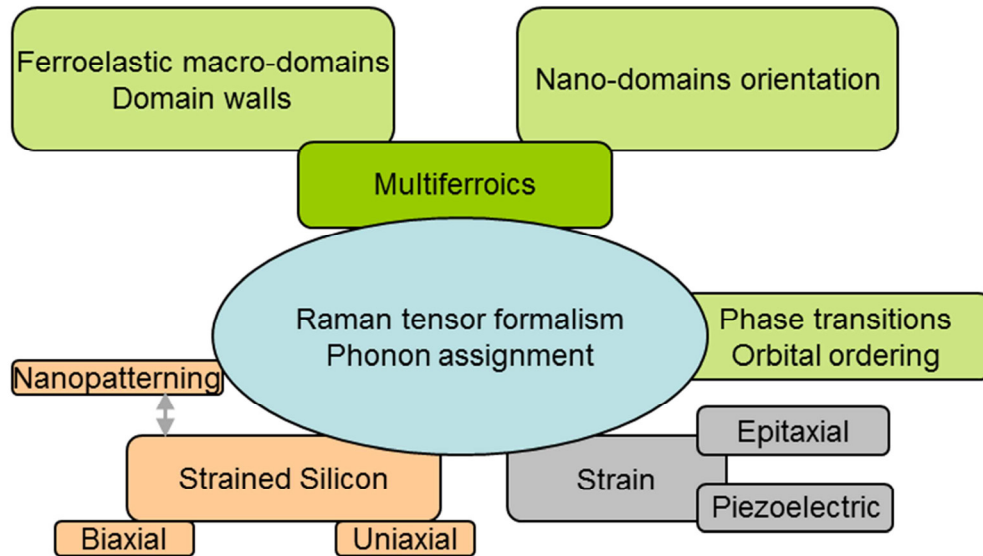 Ferroelastic macro-domains
Domain walls
Nano-domains orientation
Multiferroics
Raman tensor formalism
Phonon assignment
Phase transitions
Orbital ordering
Nanopatterning
Strained Silicon
Biaxial
Uniaxial
Strain
Epitaxial
Piezoelectric